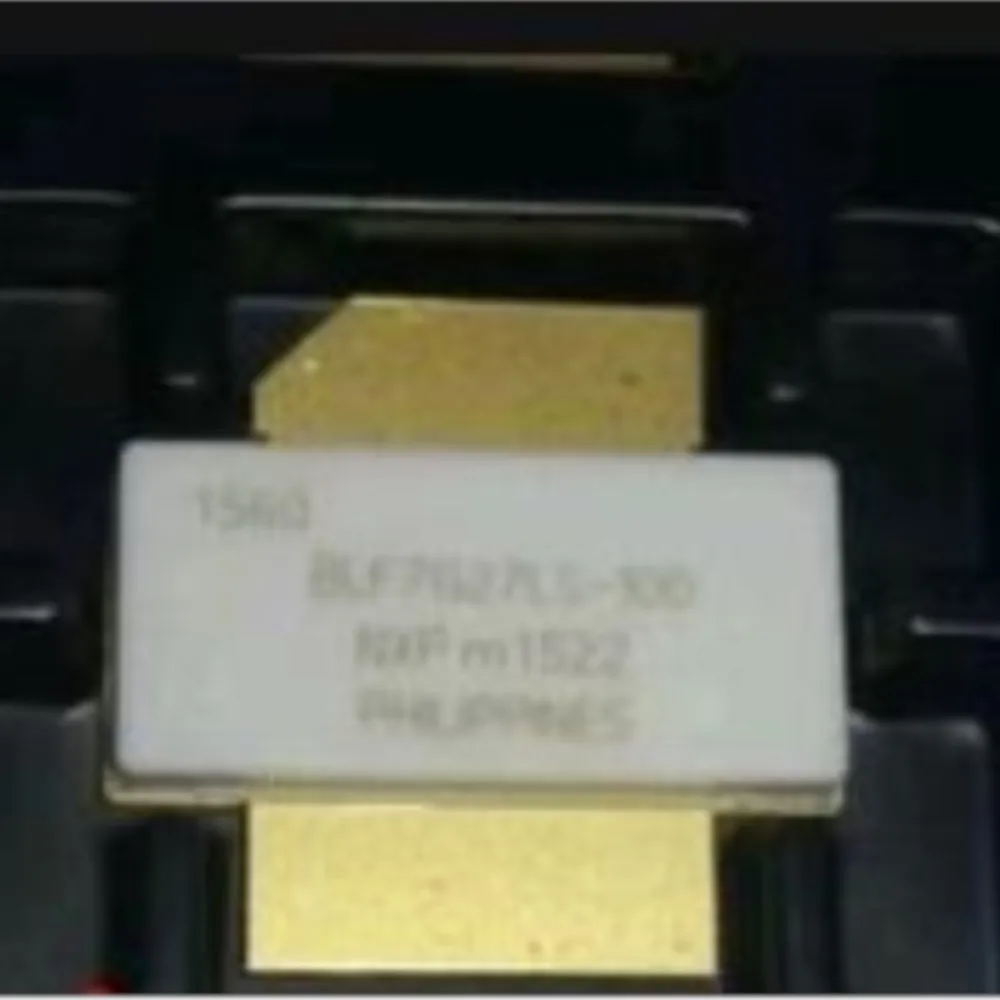 1560
BLF7G27LS-100
NXP m1522
PHILIPPINES